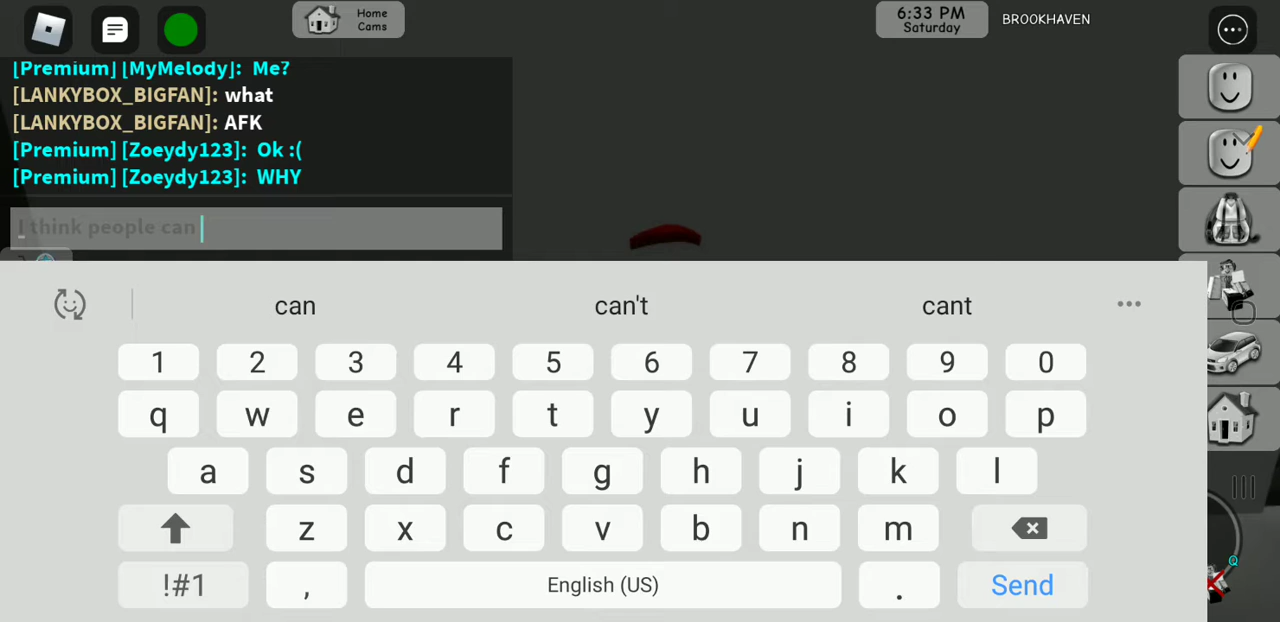 Home
Cams
6:33 PM
Saturday
BROOKHAVEN
[Premium] [MyMelody]: Me?
[LANKYBOX_BIGFAN]: what
[LANKYBOX_BIGFAN]: AFK
[Premium] [Zoeydy123]: Ok :(
[Premium] [Zoeydy123]: WHY
I think people can
can can't cant
1 2 3 4 5 6 7 8 9 0
q w e r t y u i o p
a s d f g h j k l
z x c v b n m
!#1 , English (US) . Send
Q